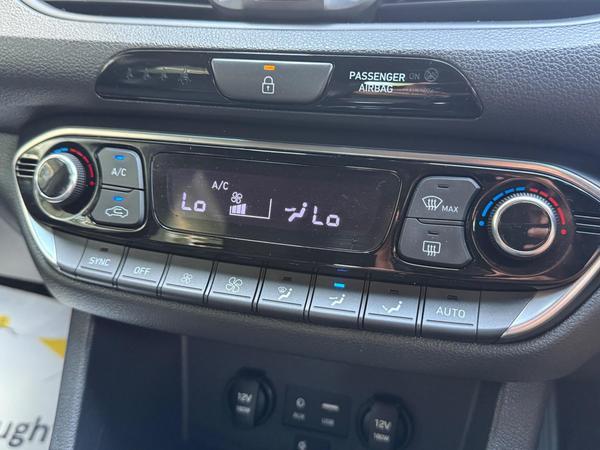 PASSENGER ON
AIRBAG
A/C
A/C
Lo
Lo
MAX
SYNC
OFF
AUTO
12V
180W
AUX
USB
12V
180W
ugh